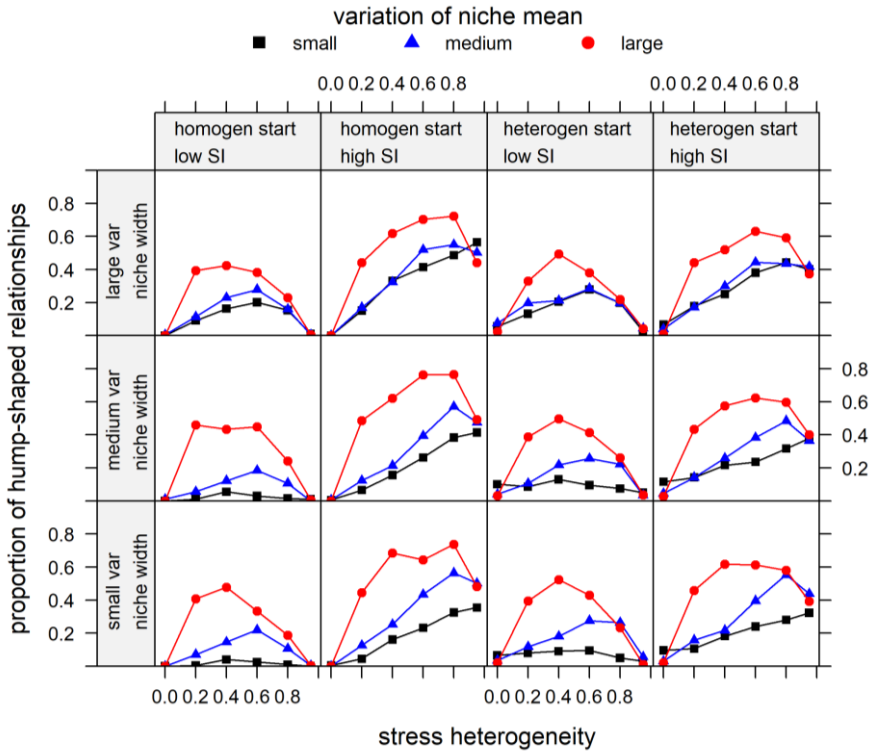 variation of niche mean
small medium large
0.0 0.2 0.4 0.6 0.8 0.0 0.2 0.4 0.6 0.8
homogen start homogen start heterogen start heterogen start
low SI high SI low SI high SI
proportion of hump-shaped relationships
large var
niche width
0.8
0.6
0.4
0.2
medium var
niche width
0.8
0.6
0.4
0.2
small var
niche width
0.8
0.6
0.4
0.2
0.0 0.2 0.4 0.6 0.8 0.0 0.2 0.4 0.6 0.8
stress heterogeneity